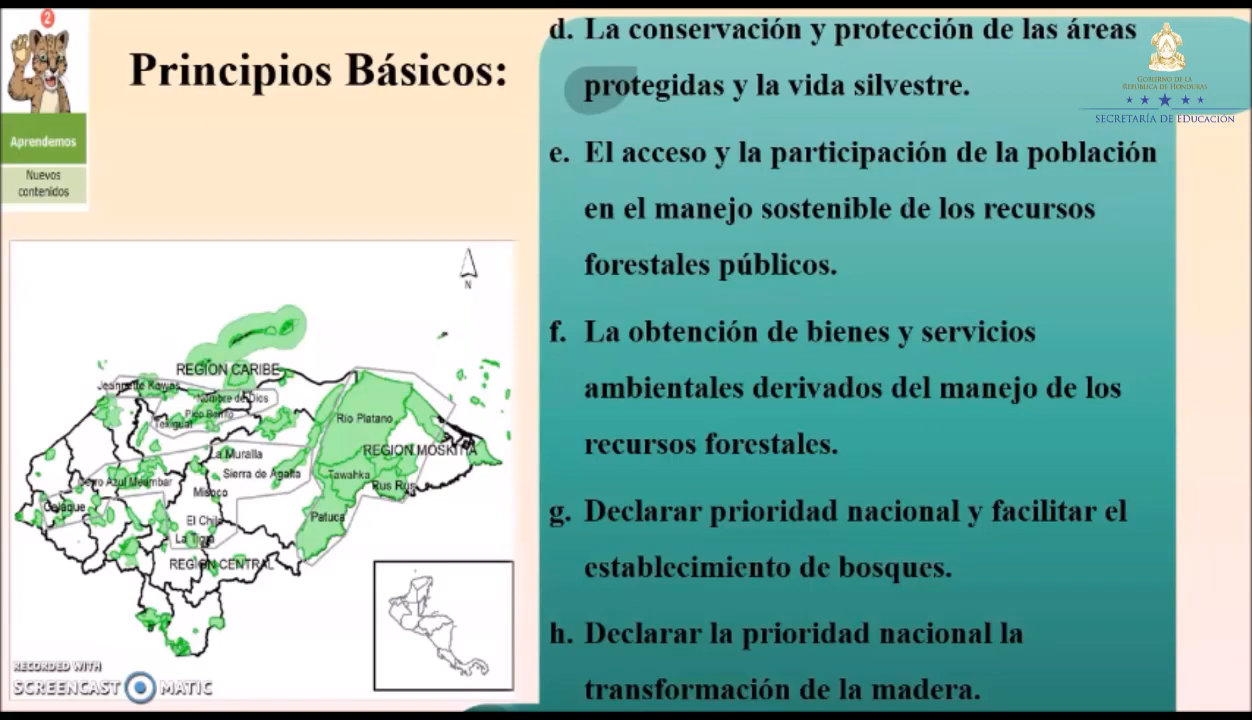 2
Aprendemos
Nuevos
contenidos
Principios Básicos:
d. La conservación y protección de las áreas
protegidas y la vida silvestre.
e. El acceso y la participación de la población
en el manejo sostenible de los recursos
forestales públicos.
f. La obtención de bienes y servicios
ambientales derivados del manejo de los
recursos forestales.
g. Declarar prioridad nacional y facilitar el
establecimiento de bosques.
h. Declarar la prioridad nacional la
transformación de la madera.
GOBIERNO DE LA
REPÚBLICA DE HONDURAS
SECRETARÍA DE EDUCACIÓN
N
REGION CARIBE
Jeannette Kowas
Nombre de Dios
Pico Bonito
Texiguat
Río Platano
REGION MOSKITIA
La Muralla
Sierra de Agalta
Tawahka
Rus Rus
Cerro Azul Meambar
Misoco
Celaque
El Chile
Patuca
La Tigra
REGION CENTRAL
RECORDED WITH
SCREENCAST MATIC